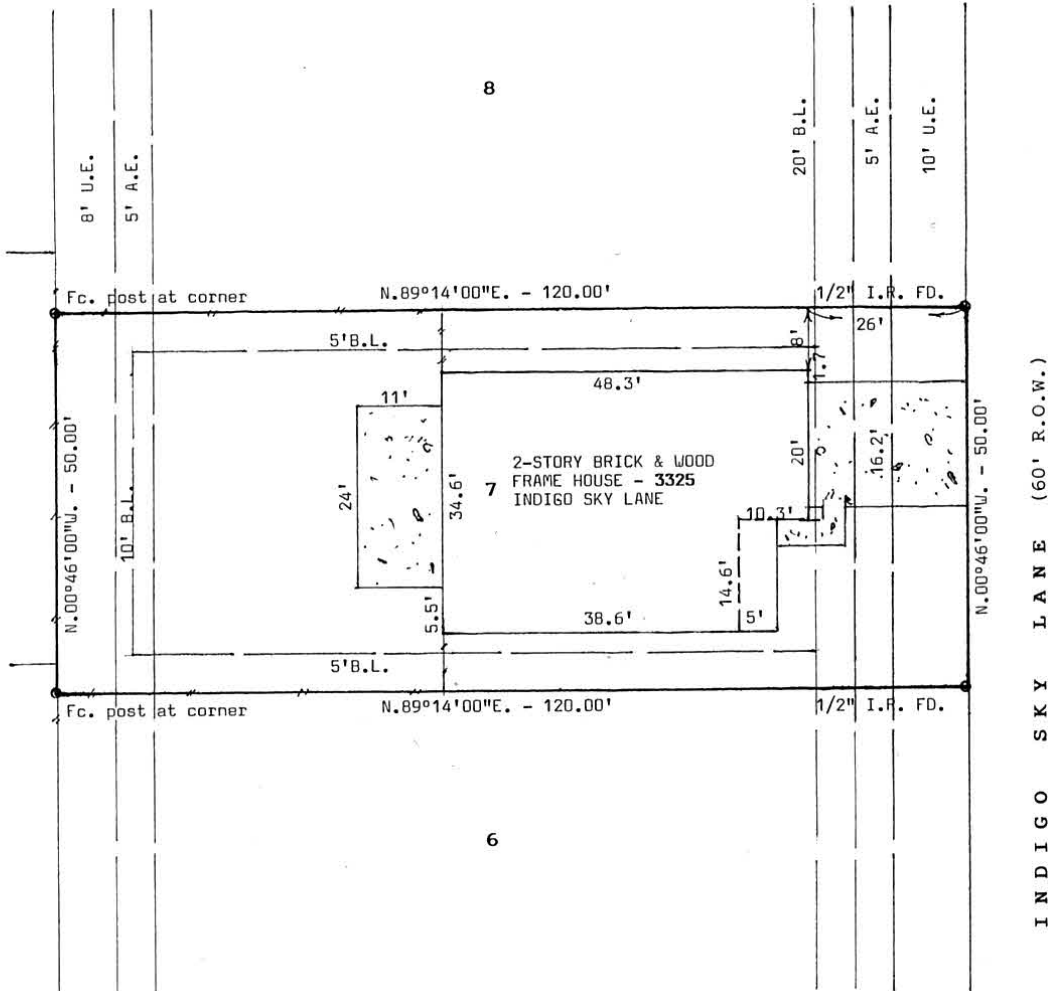 8
8' U.E.
5' A.E.
20' B.L.
5' A.E.
10' U.E.
Fc. post at corner
N.89°14'00"E. - 120.00'
1/2" I.R. FD.
26'
5'B.L.
8'
1.7
48.3'
11'
N.00°46'00"W. - 50.00'
10' B.L.
24'
34.6'
7
2-STORY BRICK & WOOD
FRAME HOUSE - 3325
INDIGO SKY LANE
20'
16.2'
N.00°46'00"W. - 50.00'
10.3'
14.6'
5'
5.5'
38.6'
5'B.L.
Fc. post at corner
N.89°14'00"E. - 120.00'
1/2" I.R. FD.
6
INDIGO SKY LANE (60' R.O.W.)